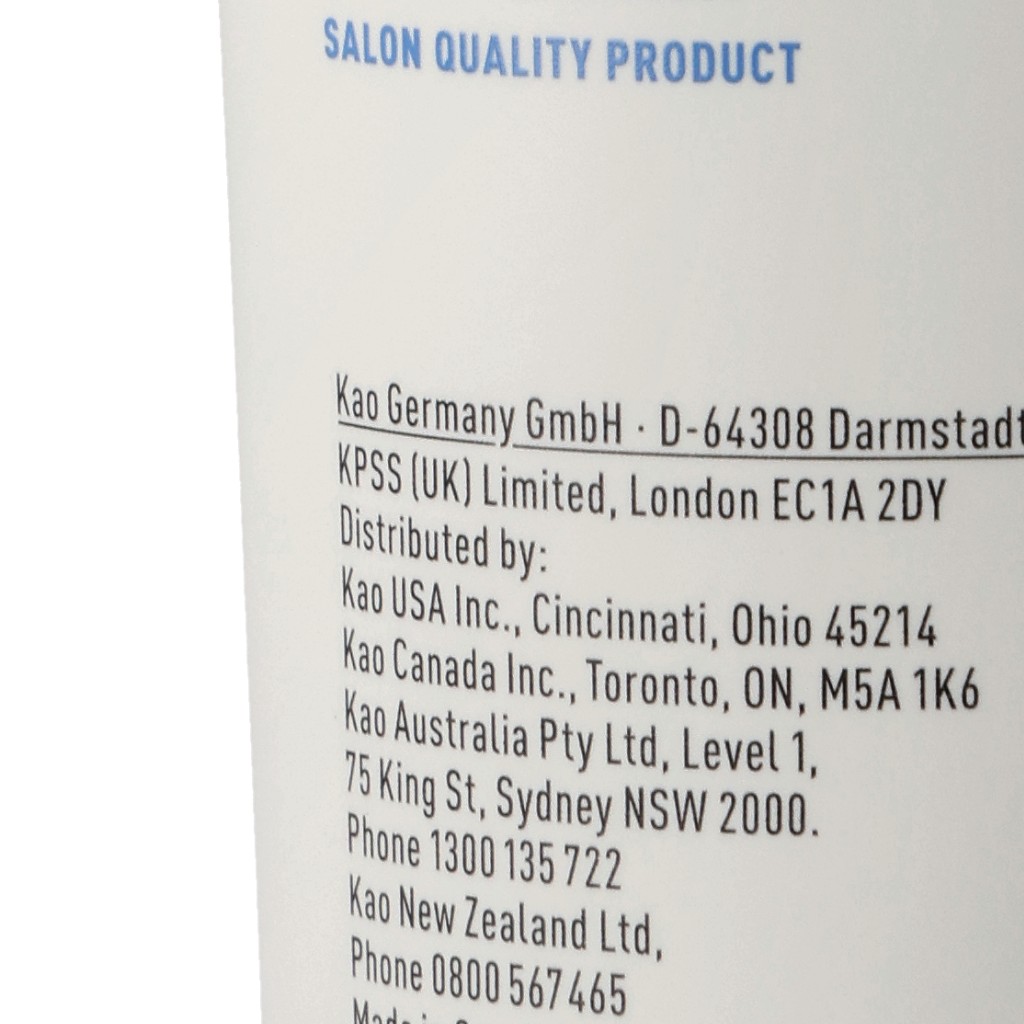 SALON QUALITY PRODUCT
Kao Germany GmbH · D-64308 Darmstadt
KPSS (UK) Limited, London EC1A 2DY
Distributed by:
Kao USA Inc., Cincinnati, Ohio 45214
Kao Canada Inc., Toronto, ON, M5A 1K6
Kao Australia Pty Ltd, Level 1,
75 King St, Sydney NSW 2000.
Phone 1300 135 722
Kao New Zealand Ltd,
Phone 0800 567 465
Made in